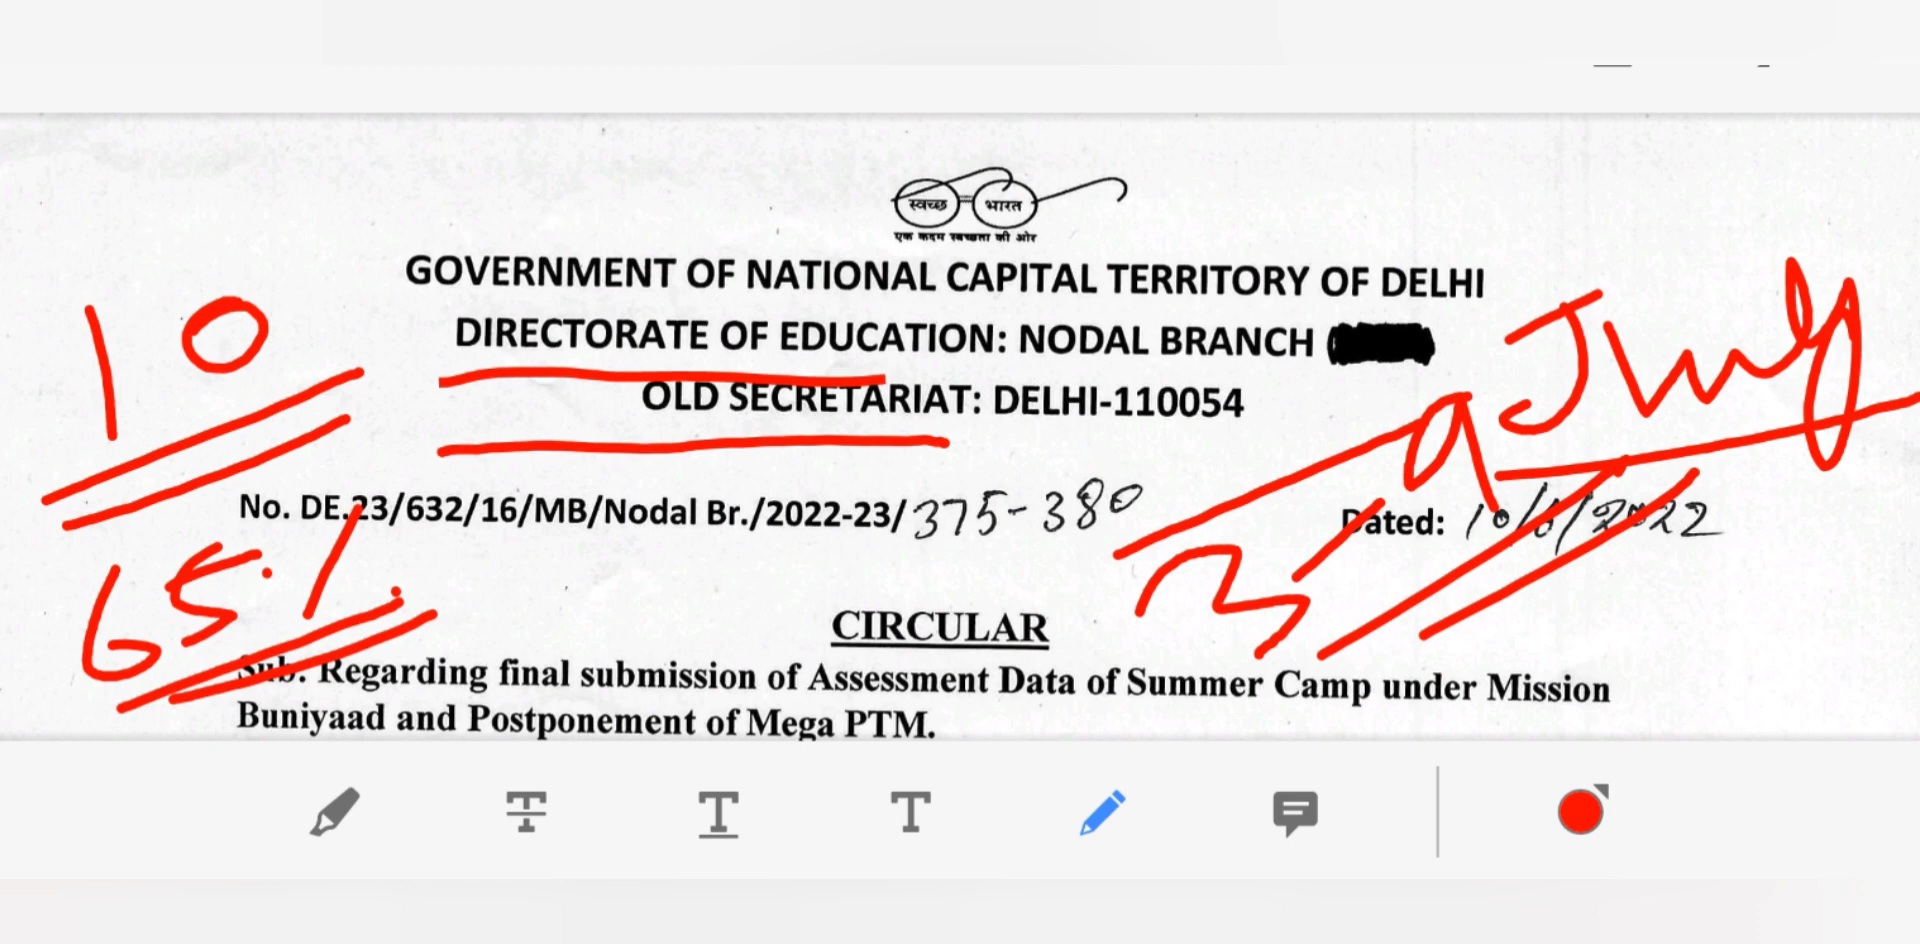 स्वच्छ भारत
एक कदम स्वच्छता की ओर
GOVERNMENT OF NATIONAL CAPITAL TERRITORY OF DELHI
DIRECTORATE OF EDUCATION: NODAL BRANCH
OLD SECRETARIAT: DELHI-110054
10
9 July
No. DE.23/632/16/MB/Nodal Br./2022-23/375-380
Dated: 10/6/2022
65%
3
CIRCULAR
Sub. Regarding final submission of Assessment Data of Summer Camp under Mission
Buniyaad and Postponement of Mega PTM.